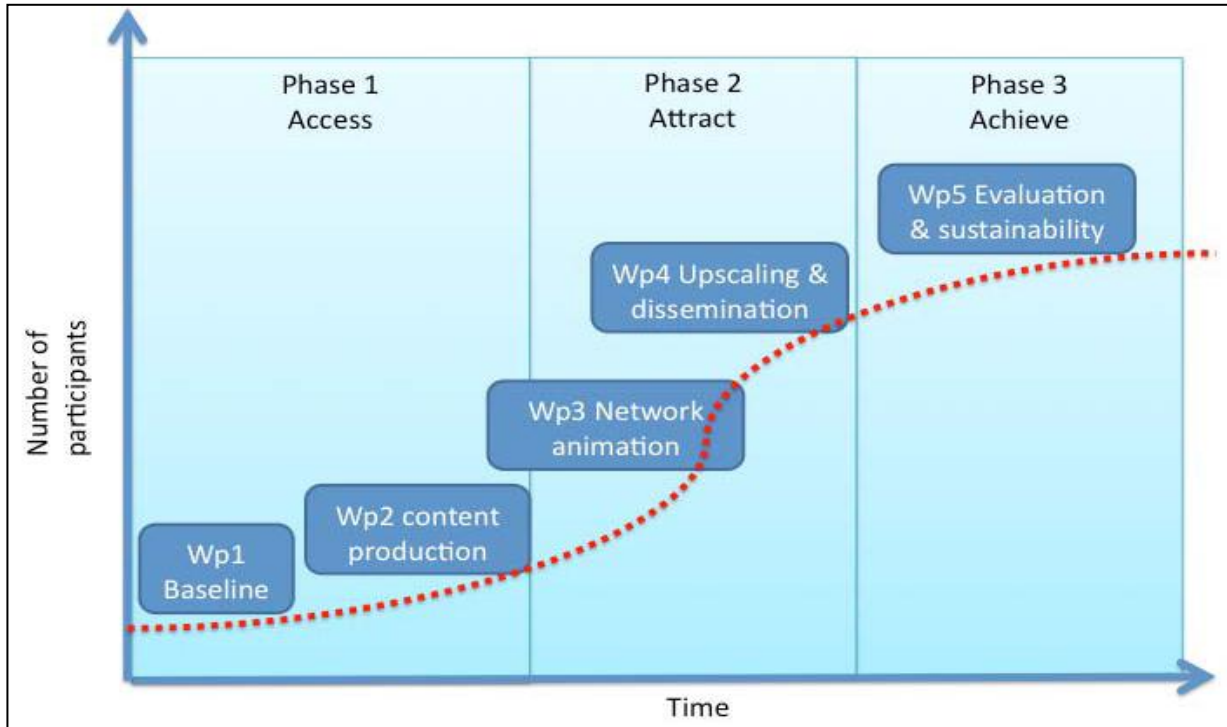 Phase 1
Access
Phase 2
Attract
Phase 3
Achieve
Wp5 Evaluation
& sustainability
Wp4 Upscaling &
dissemination
Wp3 Network
animation
Wp2 content
production
Wp1
Baseline
Number of
participants
Time